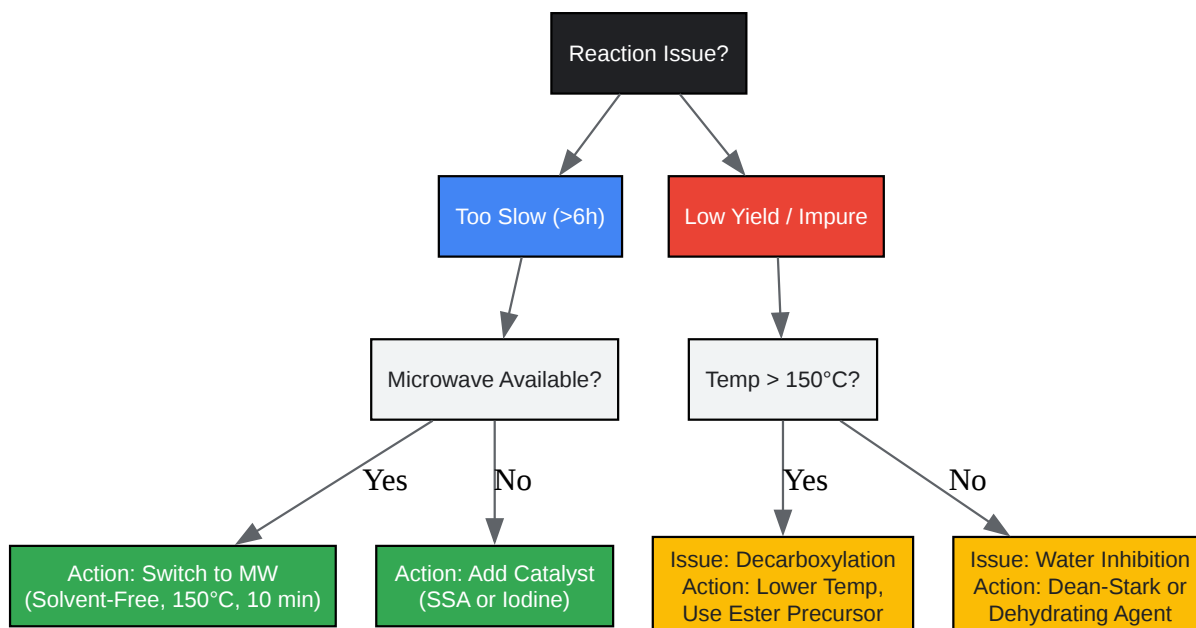 Reaction Issue?
Too Slow (>6h)
Low Yield / Impure
Microwave Available?
Temp > 150°C?
Yes
No
Yes
No
Action: Switch to MW
(Solvent-Free, 150°C, 10 min)
Action: Add Catalyst
(SSA or Iodine)
Issue: Decarboxylation
Action: Lower Temp,
Use Ester Precursor
Issue: Water Inhibition
Action: Dean-Stark or
Dehydrating Agent